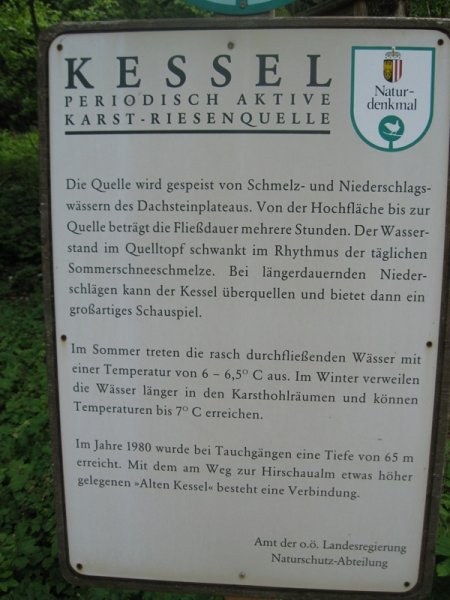 KESSEL
PERIODISCH AKTIVE
KARST-RIESENQUELLE
Natur-
denkmal
Die Quelle wird gespeist von Schmelz- und Niederschlags-
wässern des Dachsteinplateaus. Von der Hochfläche bis zur
Quelle beträgt die Fließdauer mehrere Stunden. Der Wasser-
stand im Quelltopf schwankt im Rhythmus der täglichen
Sommerschneeschmelze. Bei längerdauernden Nieder-
schlägen kann der Kessel überquellen und bietet dann ein
großartiges Schauspiel.
Im Sommer treten die rasch durchfließenden Wässer mit
einer Temperatur von 6 – 6,5° C aus. Im Winter verweilen
die Wässer länger in den Karsthohlräumen und können
Temperaturen bis 7° C erreichen.
Im Jahre 1980 wurde bei Tauchgängen eine Tiefe von 65 m
erreicht. Mit dem am Weg zur Hirschaualm etwas höher
gelegenen »Alten Kessel« besteht eine Verbindung.
Amt der o.ö. Landesregierung
Naturschutz-Abteilung